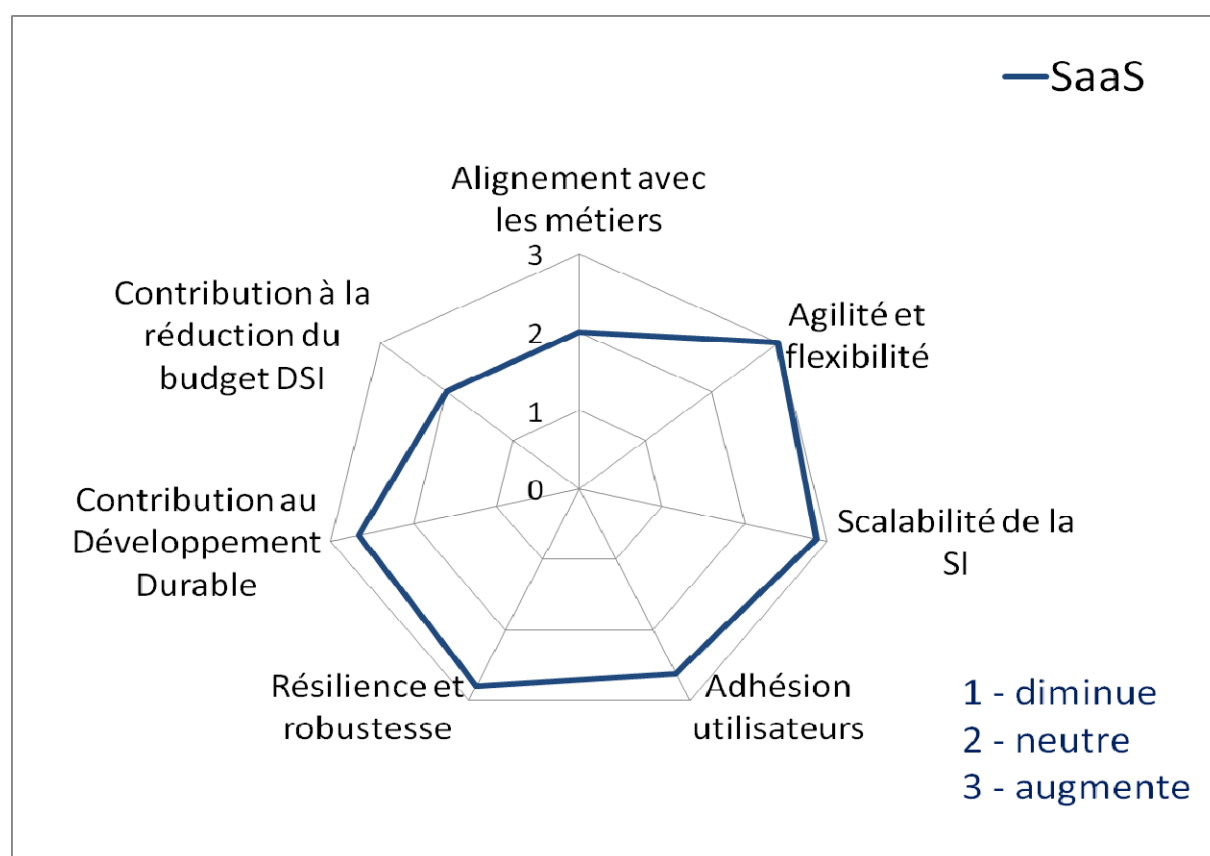 SaaS
Alignement avec
les métiers
3
2
1
0
Agilité et
flexibilité
Scalabilité de la
SI
Adhésion
utilisateurs
Résilience et
robustesse
Contribution au
Développement
Durable
Contribution à la
réduction du
budget DSI
1 - diminue
2 - neutre
3 - augmente